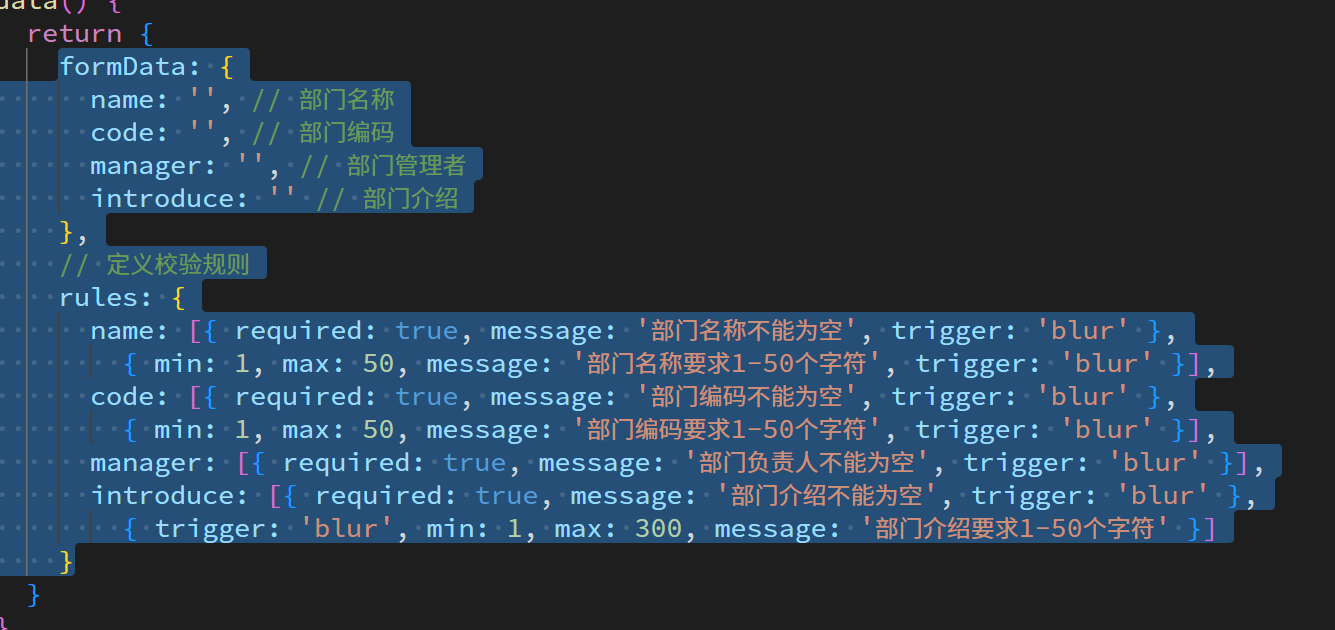 data() {
return {
formData: {
name: '', // 部门名称
code: '', // 部门编码
manager: '', // 部门管理者
introduce: '' // 部门介绍
},
// 定义校验规则
rules: {
name: [{ required: true, message: '部门名称不能为空', trigger: 'blur' },
{ min: 1, max: 50, message: '部门名称要求1-50个字符', trigger: 'blur' }],
code: [{ required: true, message: '部门编码不能为空', trigger: 'blur' },
{ min: 1, max: 50, message: '部门编码要求1-50个字符', trigger: 'blur' }],
manager: [{ required: true, message: '部门负责人不能为空', trigger: 'blur' }],
introduce: [{ required: true, message: '部门介绍不能为空', trigger: 'blur' },
{ trigger: 'blur', min: 1, max: 300, message: '部门介绍要求1-50个字符' }]
}
}
}